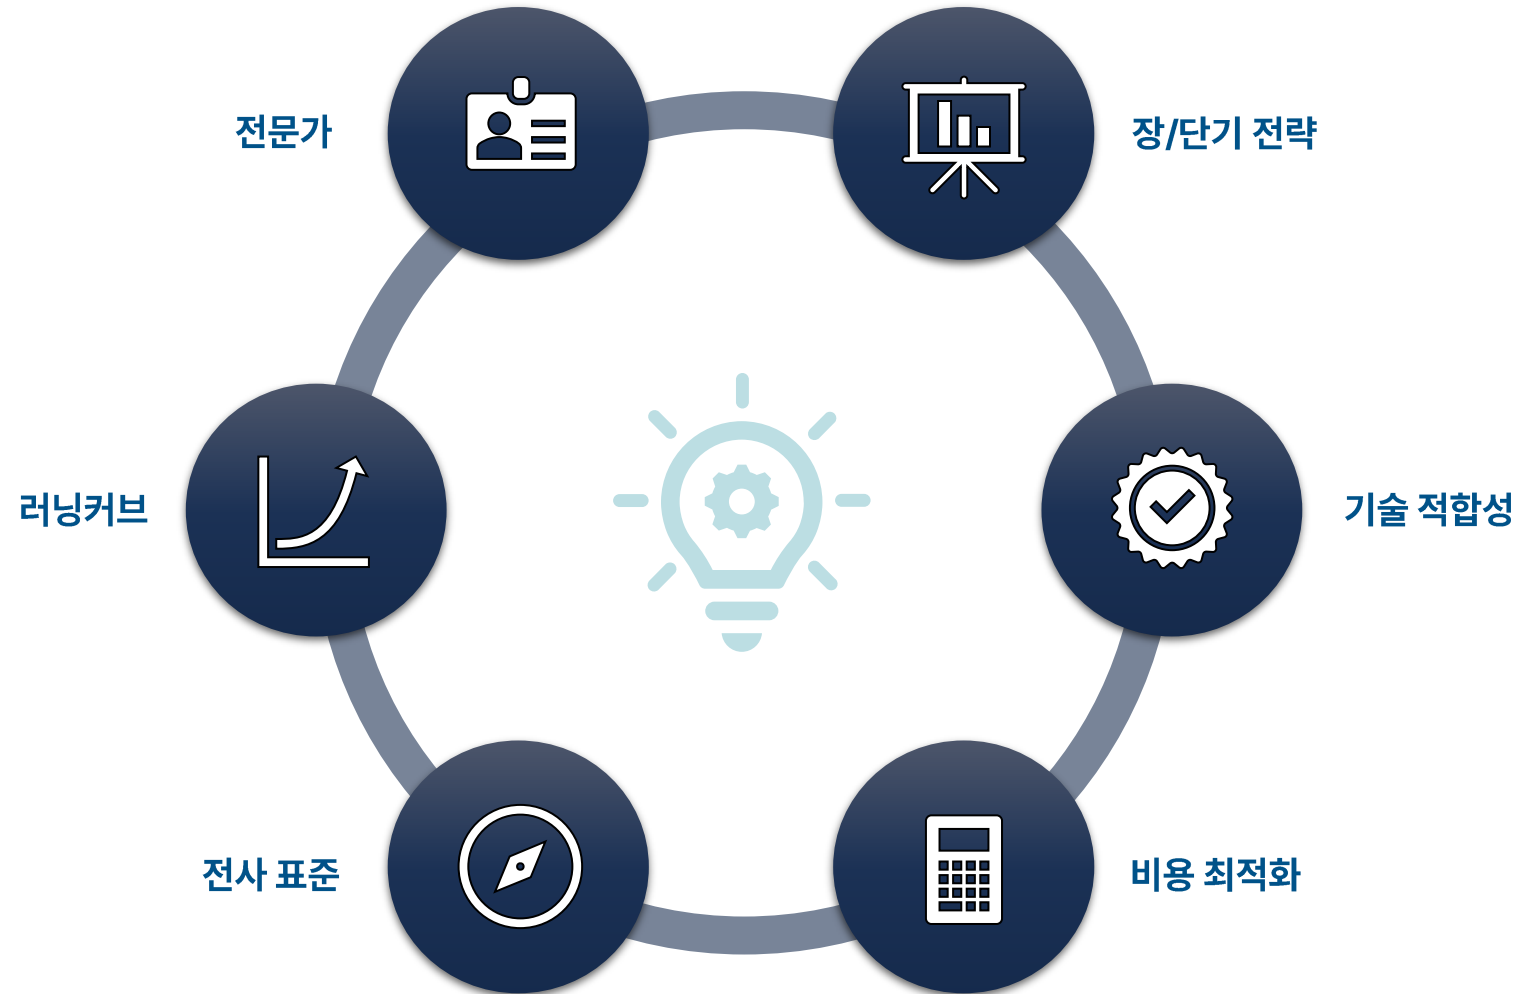 전문가
장/단기 전략
러닝커브
기술 적합성
전사 표준
비용 최적화